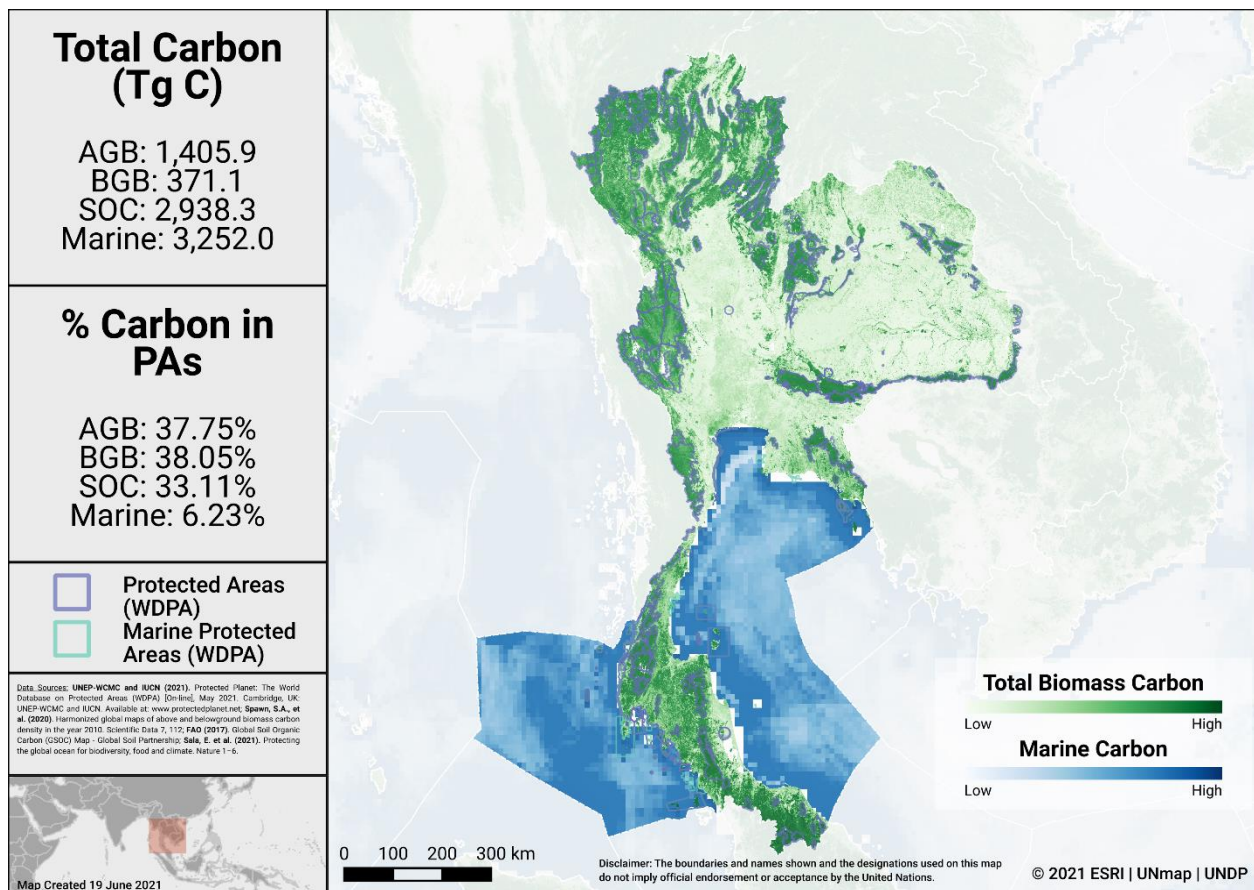 Total Carbon
(Tg C)
AGB: 1,405.9
BGB: 371.1
SOC: 2,938.3
Marine: 3,252.0
% Carbon in
PAs
AGB: 37.75%
BGB: 38.05%
SOC: 33.11%
Marine: 6.23%
Protected Areas
(WDPA)
Marine Protected
Areas (WDPA)
Data Sources: UNEP-WCMC and IUCN (2021). Protected Planet: The World
Database on Protected Areas (WDPA) [On-line], May 2021. Cambridge, UK:
UNEP-WCMC and IUCN. Available at: www.protectedplanet.net; Spawn, S.A., et
al. (2020). Harmonized global maps of above and belowground biomass carbon
density in the year 2010. Scientific Data 7, 112; FAO (2017). Global Soil Organic
Carbon (GSOC) Map - Global Soil Partnership; Sala, E. et al. (2021). Protecting
the global ocean for biodiversity, food and climate. Nature 1–6.
Map Created 19 June 2021
Total Biomass Carbon
Low High
Marine Carbon
Low High
0 100 200 300 km
Disclaimer: The boundaries and names shown and the designations used on this map
do not imply official endorsement or acceptance by the United Nations.
© 2021 ESRI | UNmap | UNDP